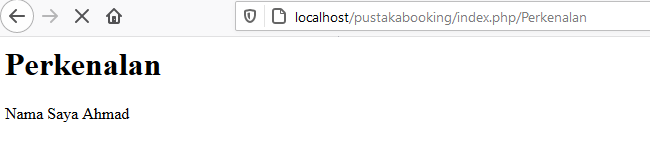 localhost/pustakabooking/index.php/Perkenalan
Perkenalan
Nama Saya Ahmad